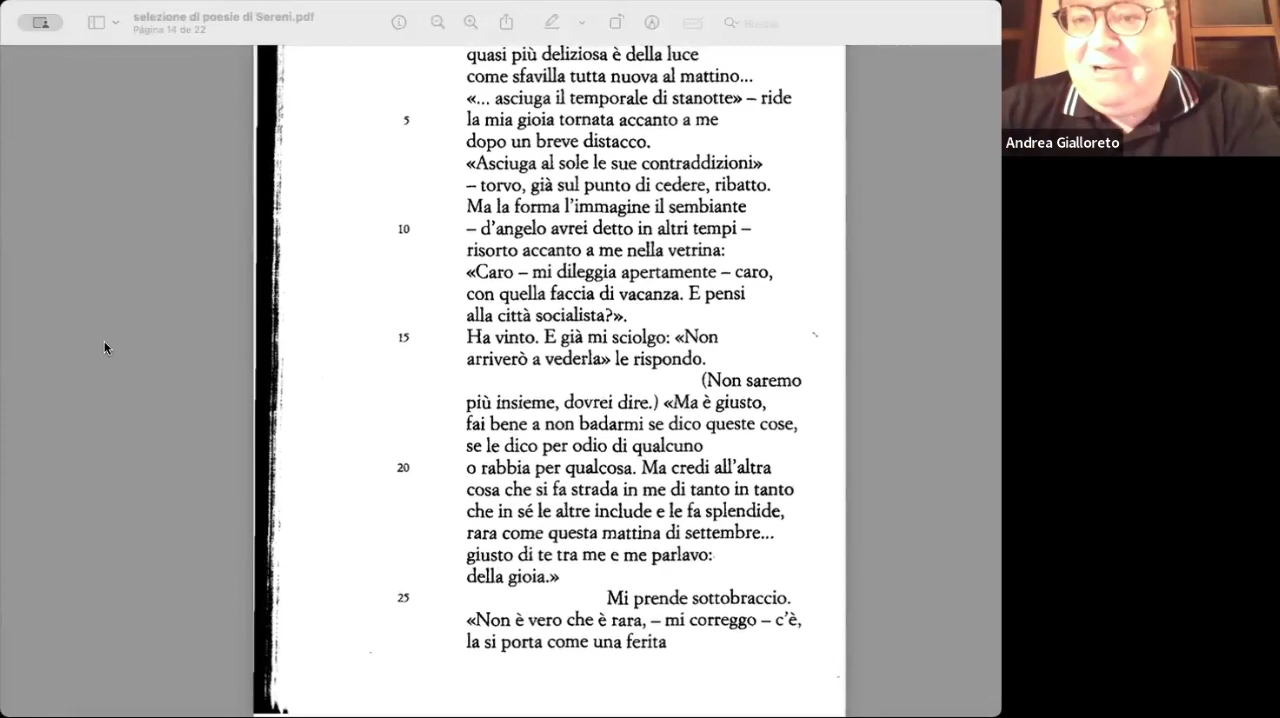 selezione di poesie di Sereni.pdf
Página 14 de 22
Andrea Gialloreto
quasi più deliziosa è della luce
come sfavilla tutta nuova al mattino...
«... asciuga il temporale di stanotte» – ride
5 la mia gioia tornata accanto a me
dopo un breve distacco.
«Asciuga al sole le sue contraddizioni»
– torvo, già sul punto di cedere, ribatto.
Ma la forma l'immagine il sembiante
10 – d'angelo avrei detto in altri tempi –
risorto accanto a me nella vetrina:
«Caro – mi dileggia apertamente – caro,
con quella faccia di vacanza. E pensi
alla città socialista?».
15 Ha vinto. E già mi sciolgo: «Non
arriverò a vederla» le rispondo.
(Non saremo
più insieme, dovrei dire.) «Ma è giusto,
fai bene a non badarmi se dico queste cose,
se le dico per odio di qualcuno
20 o rabbia per qualcosa. Ma credi all'altra
cosa che si fa strada in me di tanto in tanto
che in sé le altre include e le fa splendide,
rara come questa mattina di settembre...
giusto di te tra me e me parlavo:
della gioia.»
25 Mi prende sottobraccio.
«Non è vero che è rara, – mi correggo – c'è,
la si porta come una ferita